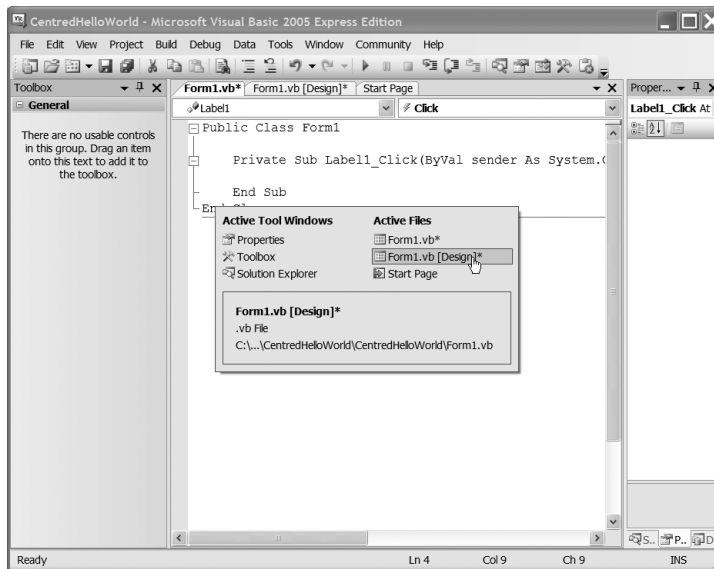 CentredHelloWorld - Microsoft Visual Basic 2005 Express Edition
File Edit View Project Build Debug Data Tools Window Community Help
Toolbox
General
There are no usable controls
in this group. Drag an item
onto this text to add it to
the toolbox.
Form1.vb* Form1.vb [Design]* Start Page
Label1 Click
Public Class Form1
Private Sub Label1_Click(ByVal sender As System.
End Sub
Active Tool Windows
Properties
Toolbox
Solution Explorer
Active Files
Form1.vb*
Form1.vb [Design]*
Start Page
Form1.vb [Design]*
.vb File
C:\...\CentredHelloWorld\CentredHelloWorld\Form1.vb
Proper...
Label1_Click At
S.. P.. D
Ready Ln 4 Col 9 Ch 9 INS